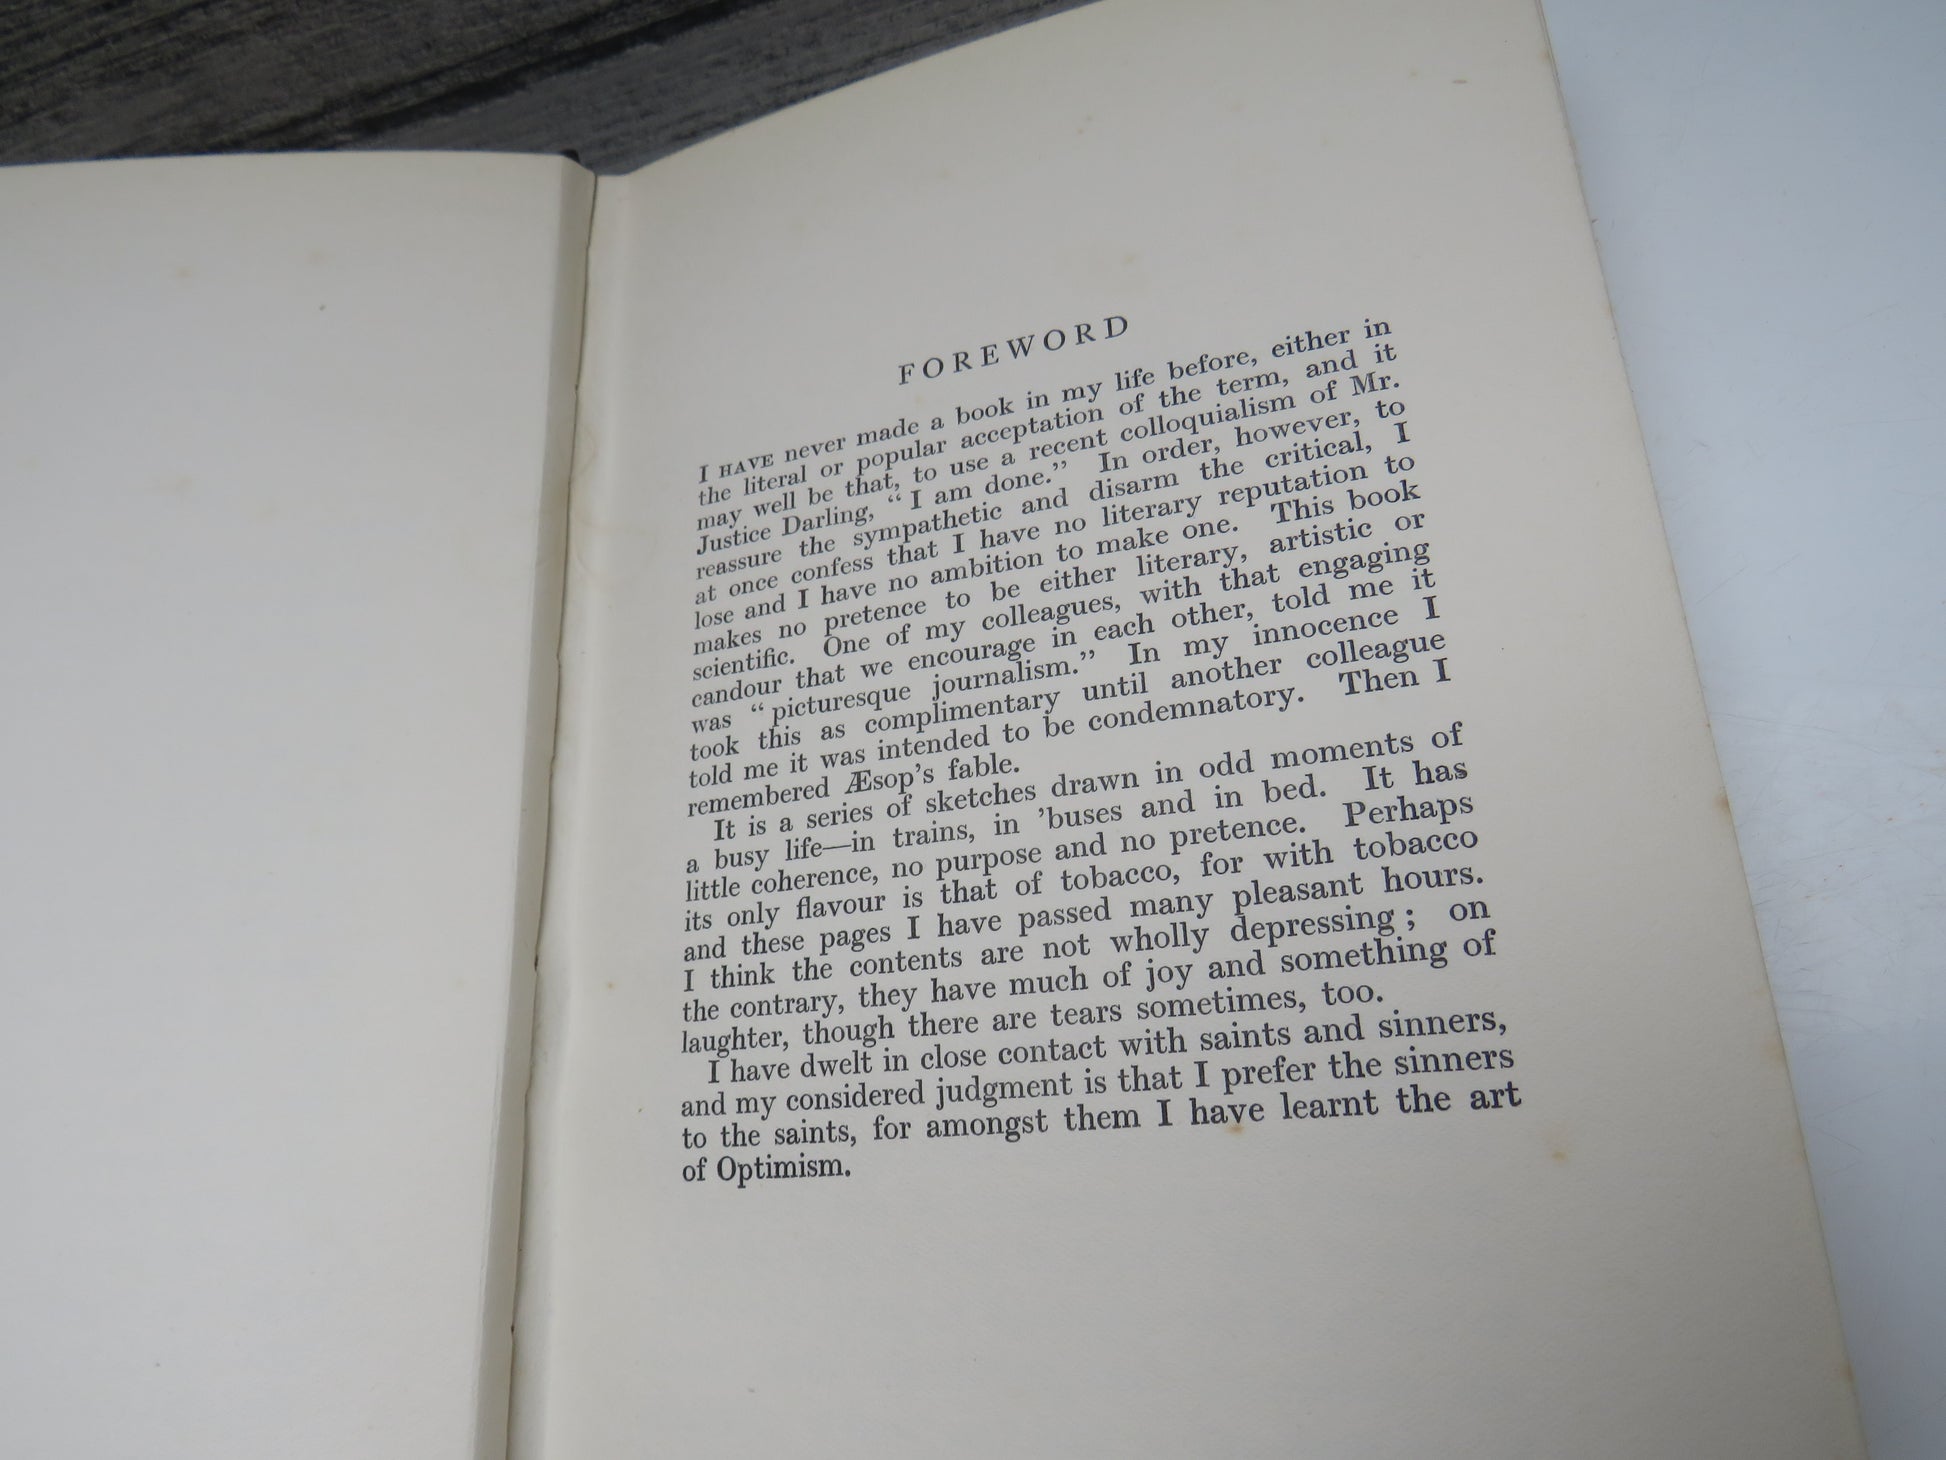 FOREWORD
I HAVE never made a book in my life before, either in
the literal or popular acceptation of the term, and it
may well be that, to use a recent colloquialism of Mr.
Justice Darling, “I am done.” In order, however, to
reassure the sympathetic and disarm the critical, I
at once confess that I have no literary reputation to
lose and I have no ambition to make one. This book
makes no pretence to be either literary, artistic or
scientific. One of my colleagues, with that engaging
candour that we encourage in each other, told me it
was “picturesque journalism.” In my innocence I
took this as complimentary until another colleague
told me it was intended to be condemnatory. Then I
remembered Æsop’s fable.
It is a series of sketches drawn in odd moments of
a busy life—in trains, in ’buses and in bed. It has
little coherence, no purpose and no pretence. Perhaps
its only flavour is that of tobacco, for with tobacco
and these pages I have passed many pleasant hours.
I think the contents are not wholly depressing; on
the contrary, they have much of joy and something of
laughter, though there are tears sometimes, too.
I have dwelt in close contact with saints and sinners,
and my considered judgment is that I prefer the sinners
to the saints, for amongst them I have learnt the art
of Optimism.